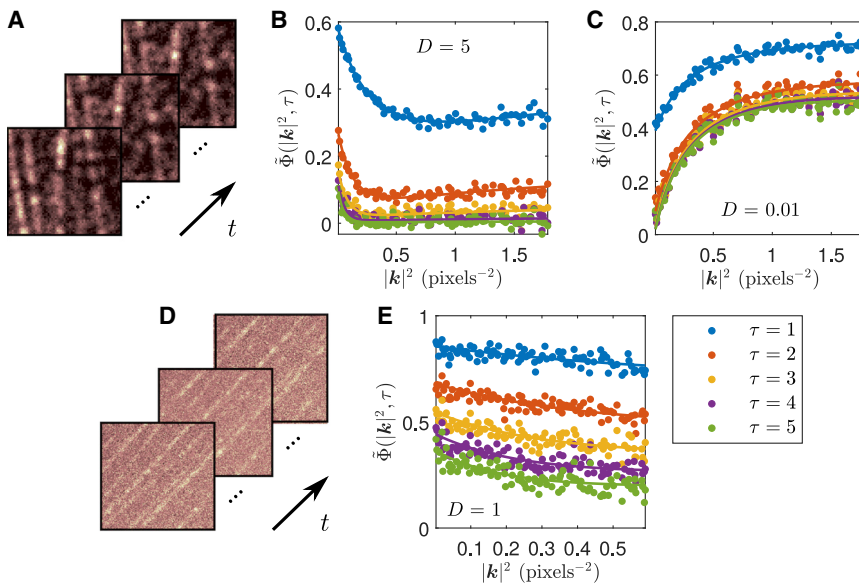 A
t
B
D = 5
0.6
0.4
0.2
0
Φ̃(|k|², τ)
0.5 1 1.5
|k|² (pixels⁻²)
C
D = 0.01
0.8
0.6
0.4
0.2
0
Φ̃(|k|², τ)
0.5 1 1.5
|k|² (pixels⁻²)
D
t
E
D = 1
1
0.5
0
Φ̃(|k|², τ)
0.1 0.2 0.3 0.4 0.5
|k|² (pixels⁻²)
τ = 1
τ = 2
τ = 3
τ = 4
τ = 5